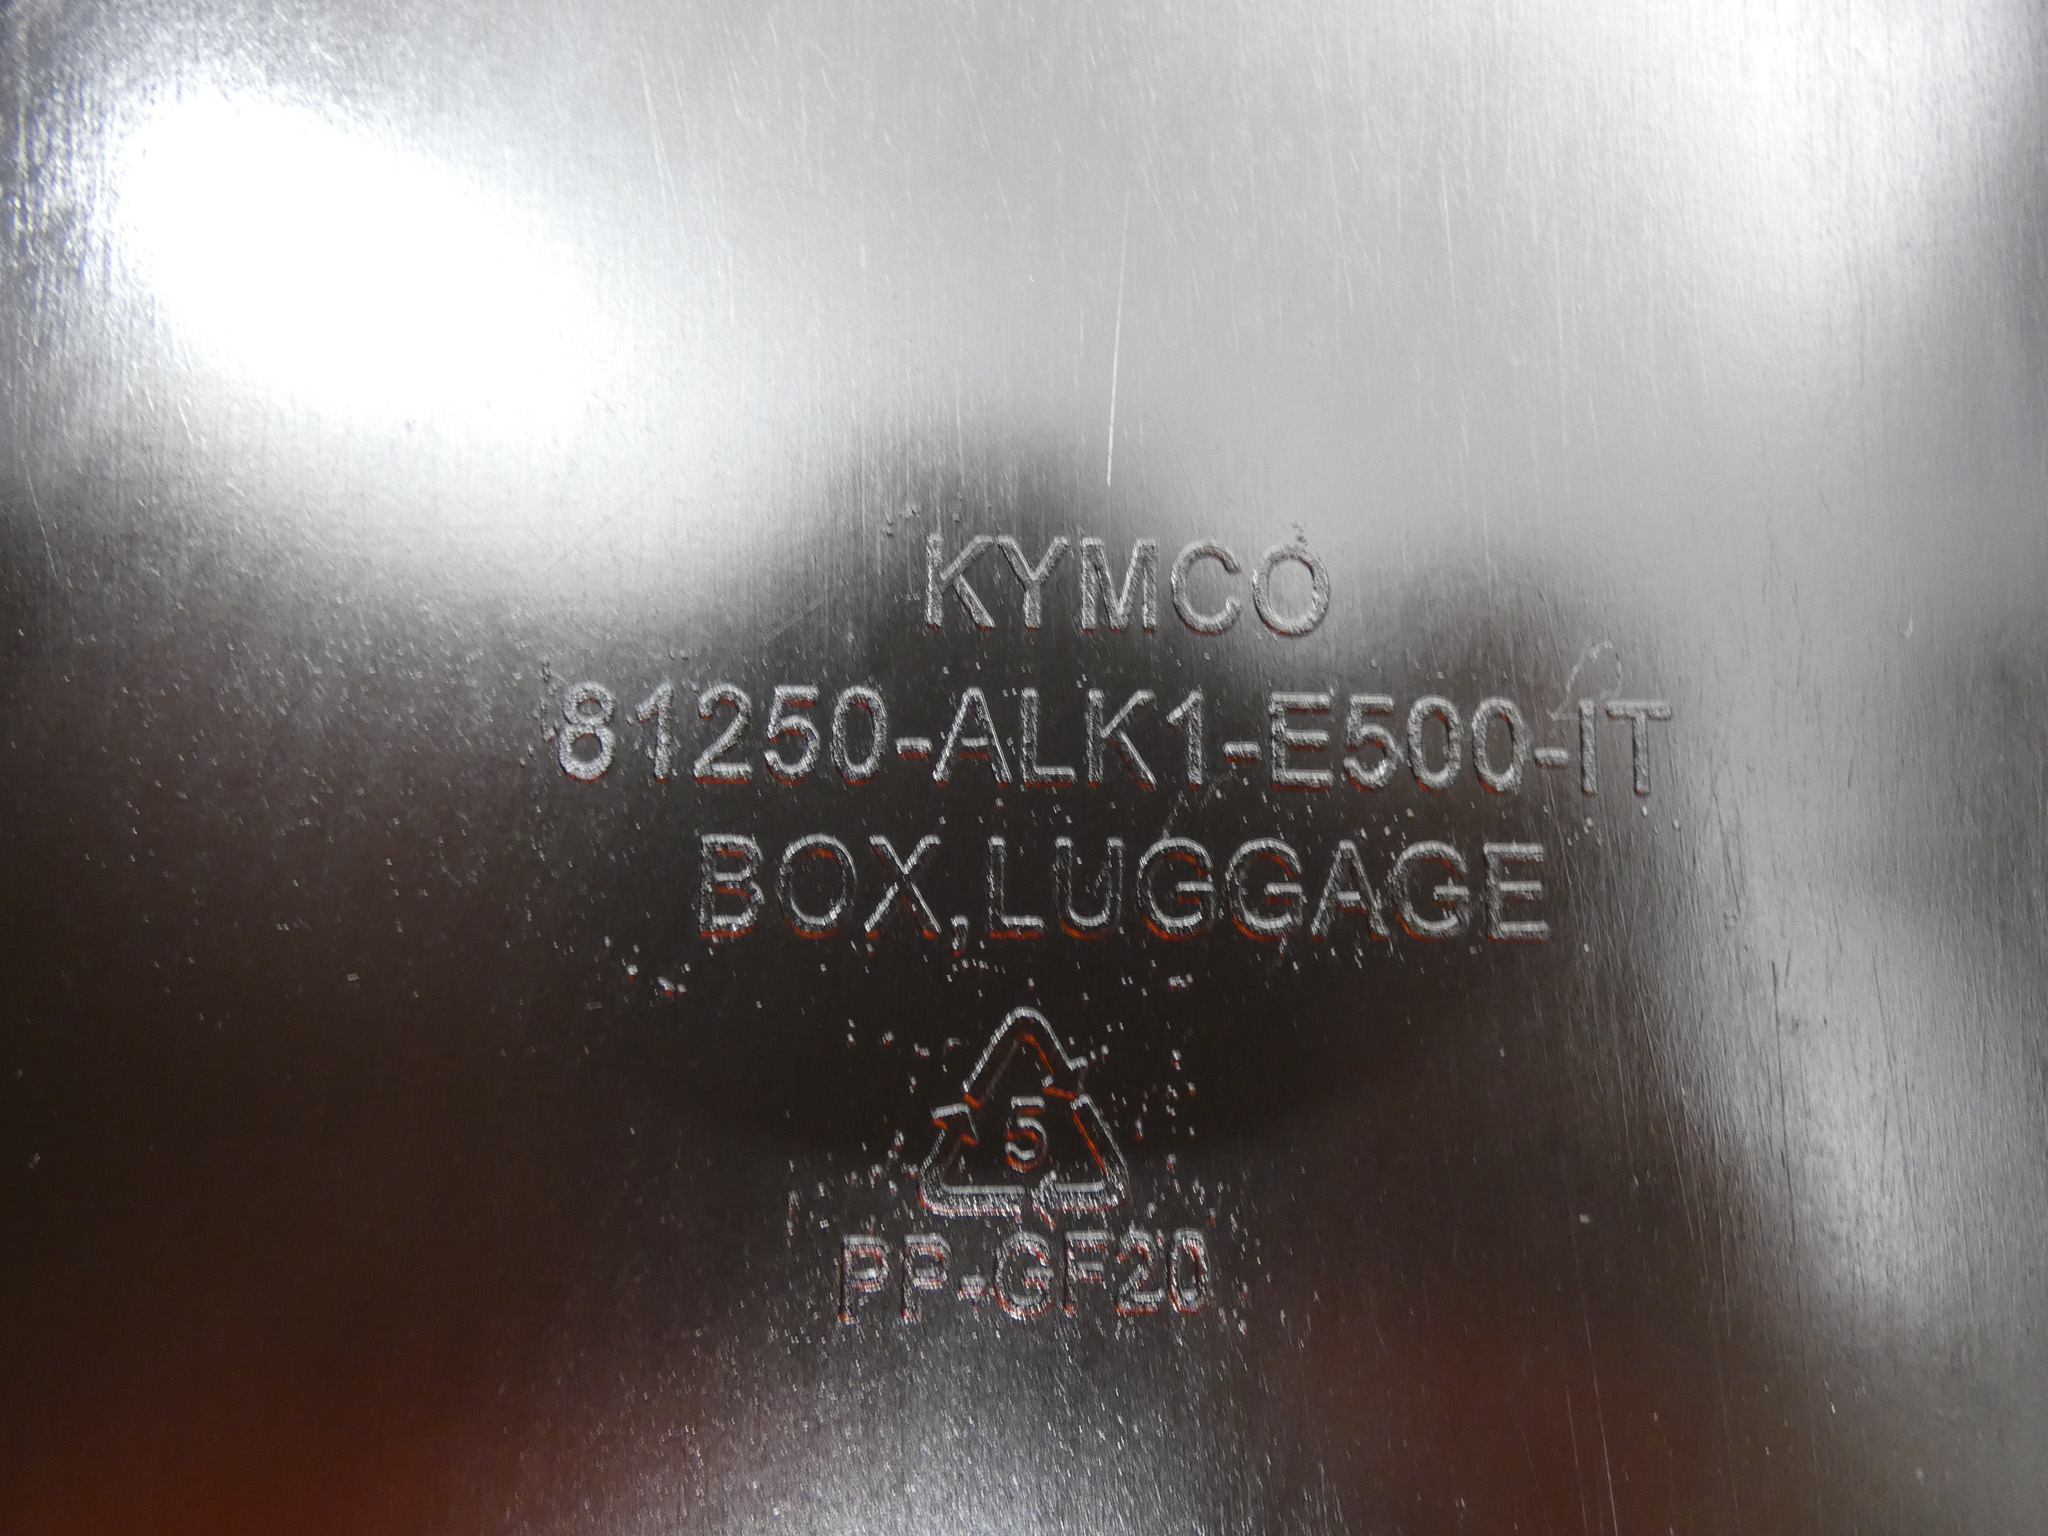 KYMCO
81250-ALK1-E500-IT
BOX,LUGGAGE
5
PP-GF20